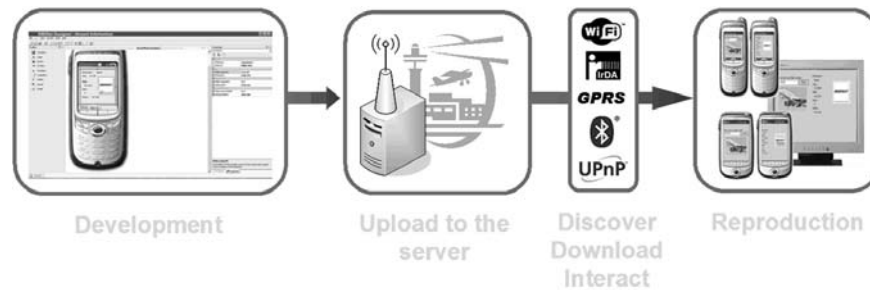 Wi Fi
IrDA
GPRS
UPnP
Development
Upload to the
server
Discover
Download
Interact
Reproduction